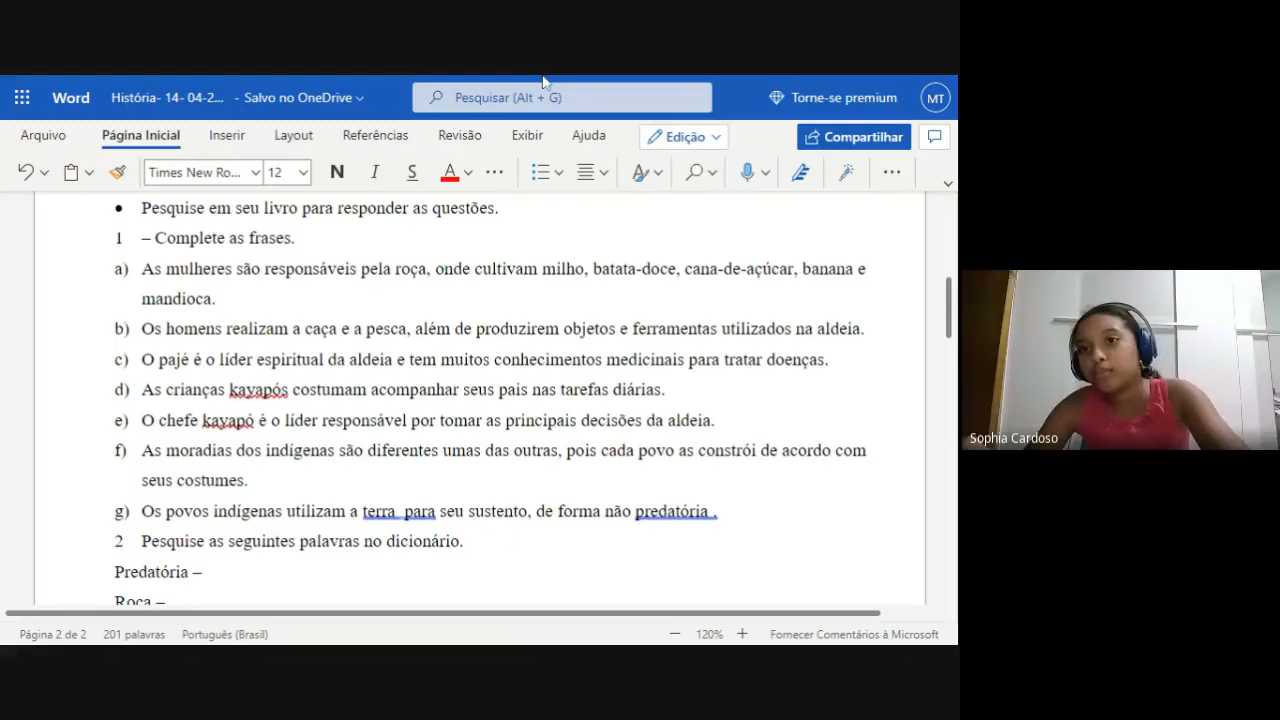 Word História- 14- 04-2... - Salvo no OneDrive Pesquisar (Alt + G) Torne-se premium MT
Arquivo Página Inicial Inserir Layout Referências Revisão Exibir Ajuda Edição Compartilhar
Times New Ro... 12 N I S A ...
• Pesquise em seu livro para responder as questões.
1 – Complete as frases.
a) As mulheres são responsáveis pela roça, onde cultivam milho, batata-doce, cana-de-açúcar, banana e
mandioca.
b) Os homens realizam a caça e a pesca, além de produzirem objetos e ferramentas utilizados na aldeia.
c) O pajé é o líder espiritual da aldeia e tem muitos conhecimentos medicinais para tratar doenças.
d) As crianças kayapós costumam acompanhar seus pais nas tarefas diárias.
e) O chefe kayapó é o líder responsável por tomar as principais decisões da aldeia.
f) As moradias dos indígenas são diferentes umas das outras, pois cada povo as constrói de acordo com
seus costumes.
g) Os povos indígenas utilizam a terra  para seu sustento, de forma não predatória .
2 Pesquise as seguintes palavras no dicionário.
Predatória –
Roça –
Página 2 de 2 201 palavras Português (Brasil) 120% Fornecer Comentários à Microsoft
Sophia Cardoso